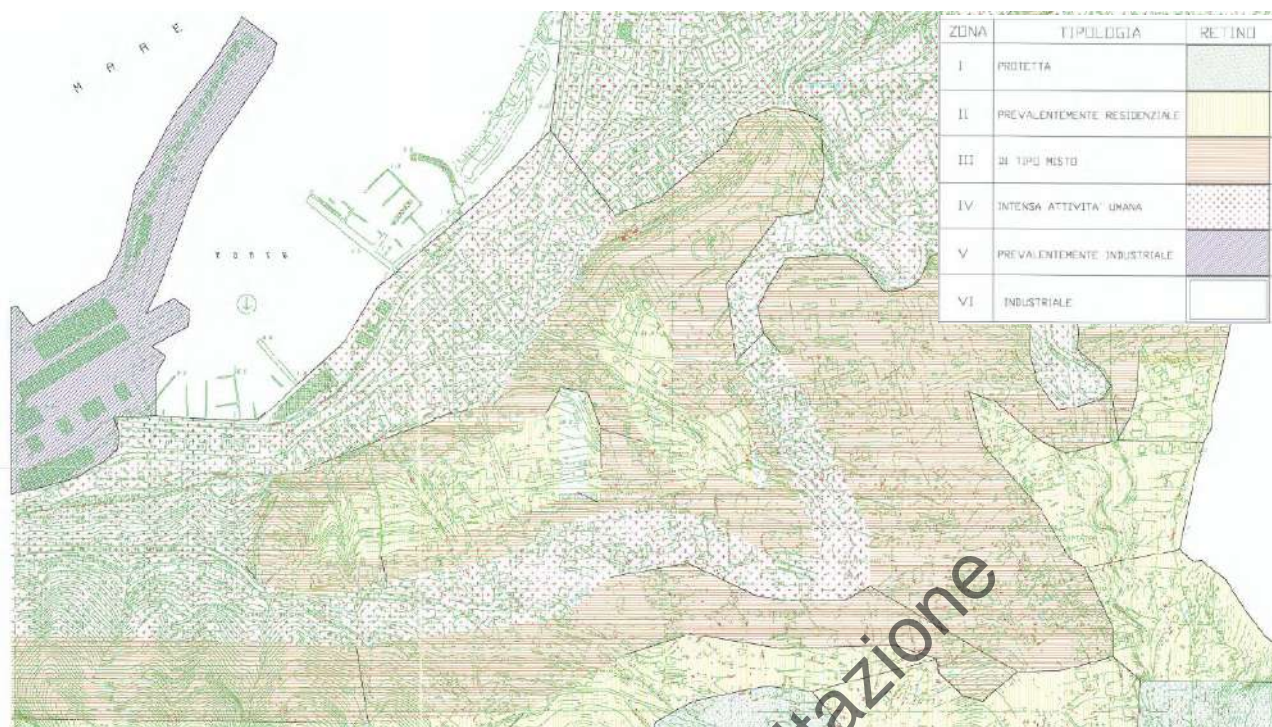 MARE
ZONA TIPOLOGIA RETINO
I PROTETTA
II PREVALENTEMENTE RESIDENZIALE
III DI TIPO MISTO
IV INTENSA ATTIVITA' UMANA
V PREVALENTEMENTE INDUSTRIALE
VI INDUSTRIALE